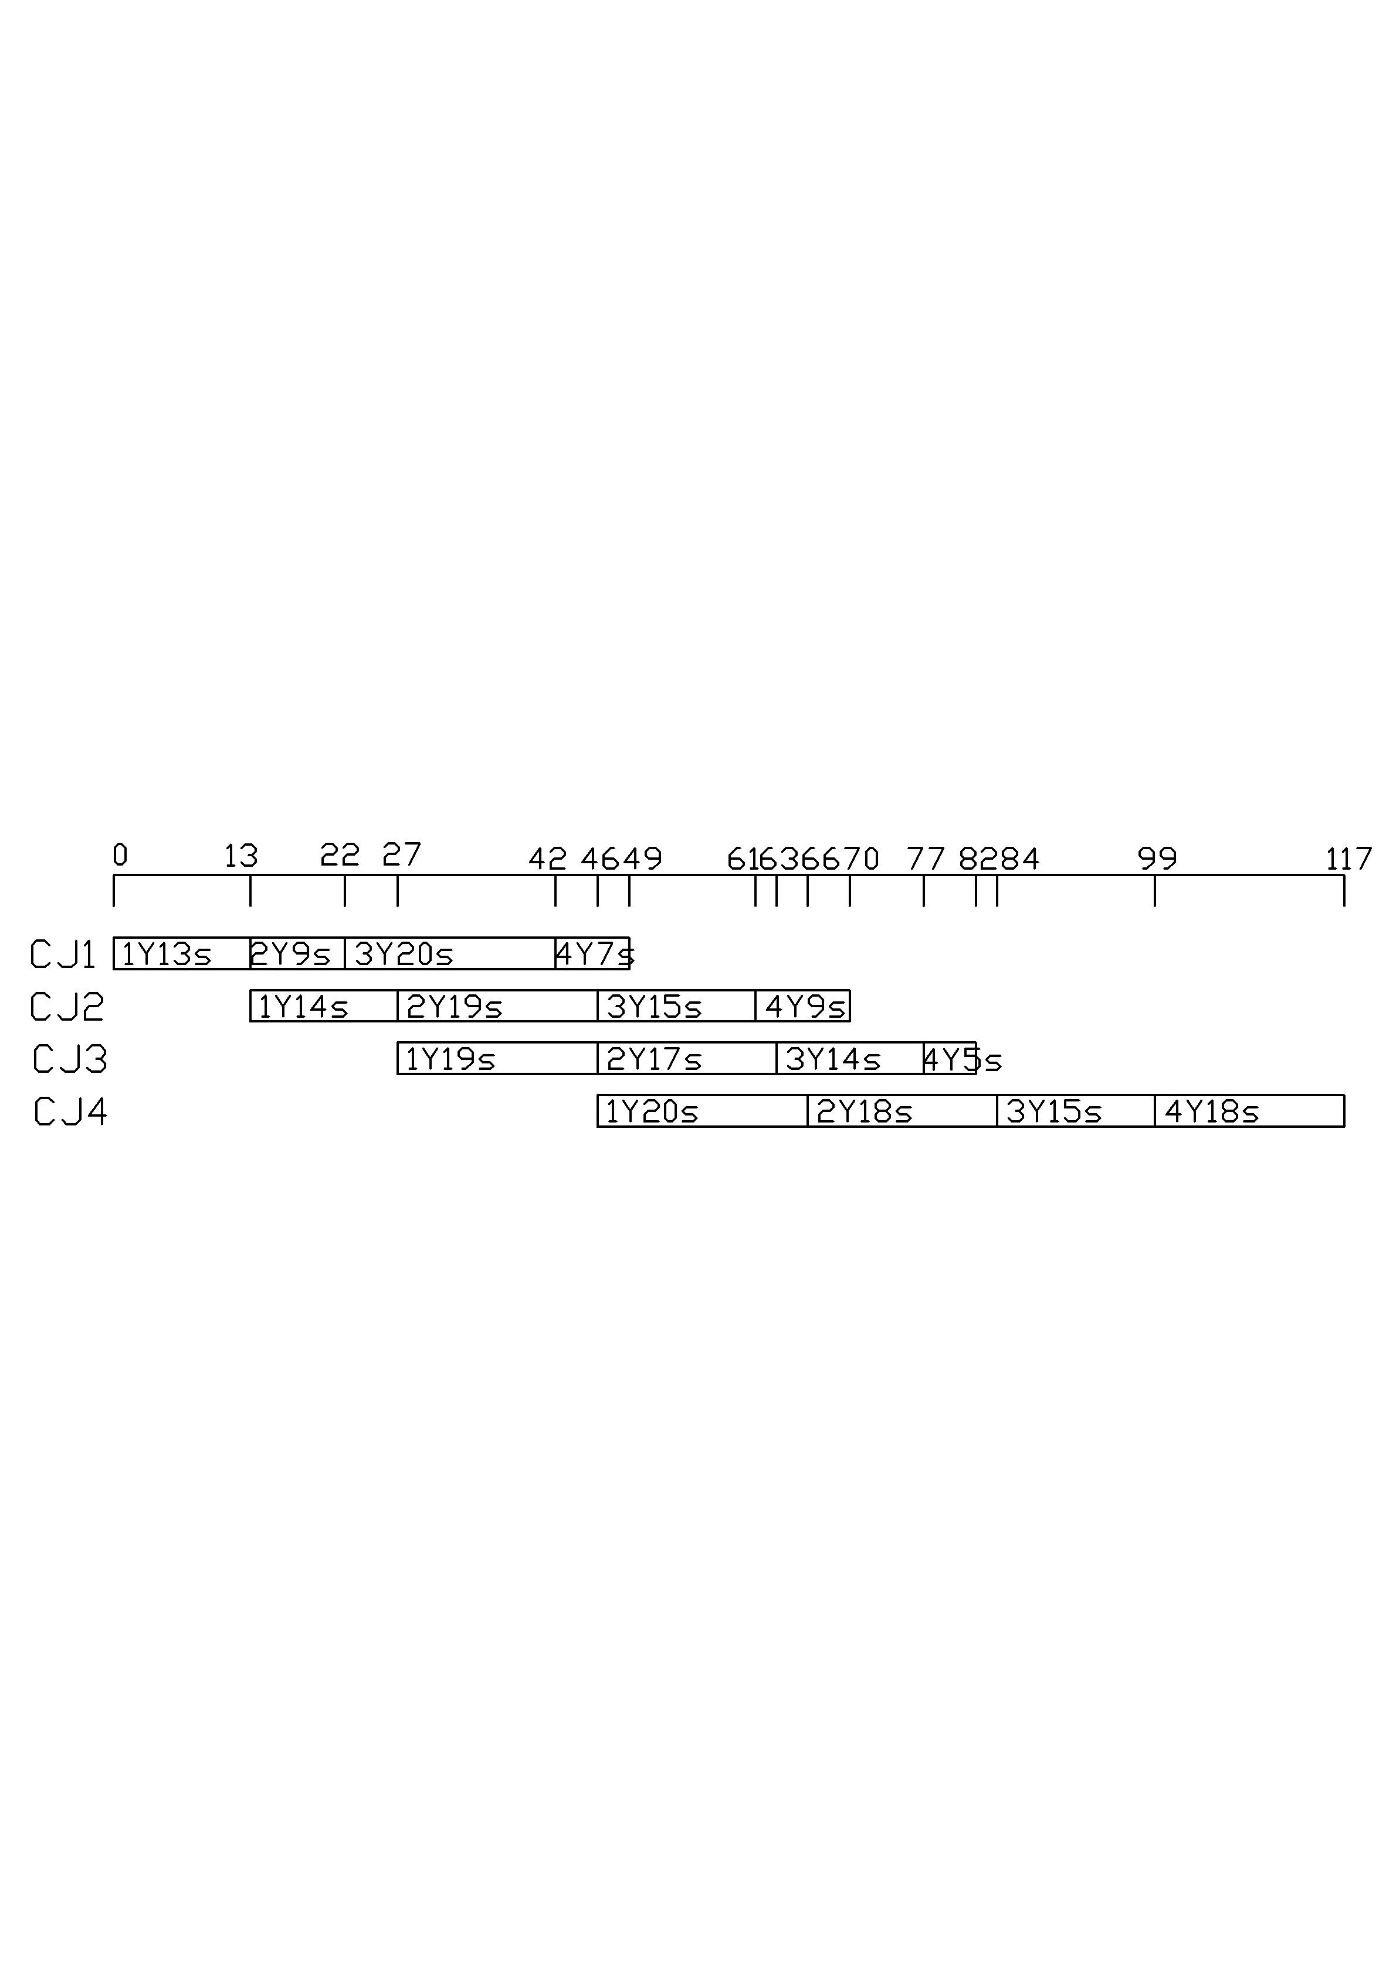 0 13 22 27 42 46 49 61 63 66 70 77 82 84 99 117
CJ1 1Y13s 2Y9s 3Y20s 4Y7s
CJ2 1Y14s 2Y19s 3Y15s 4Y9s
CJ3 1Y19s 2Y17s 3Y14s 4Y5s
CJ4 1Y20s 2Y18s 3Y15s 4Y18s